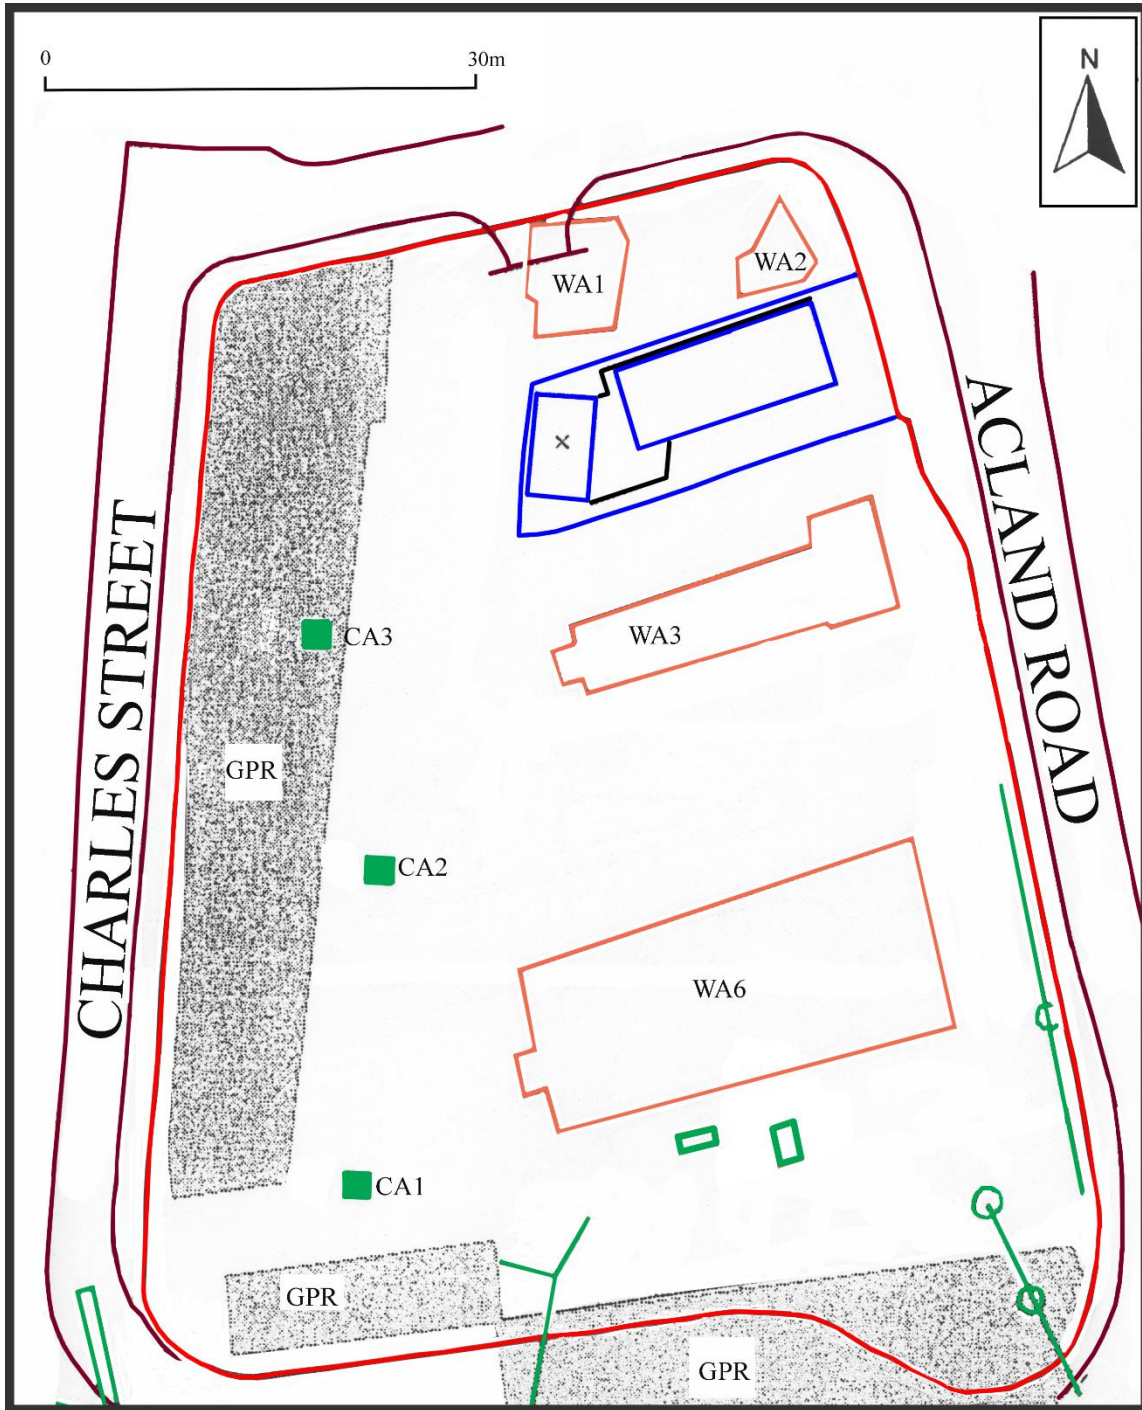 0
30m
N
WA1
WA2
ACLAND ROAD
CHARLES STREET
CA3
WA3
GPR
CA2
WA6
CA1
GPR
GPR